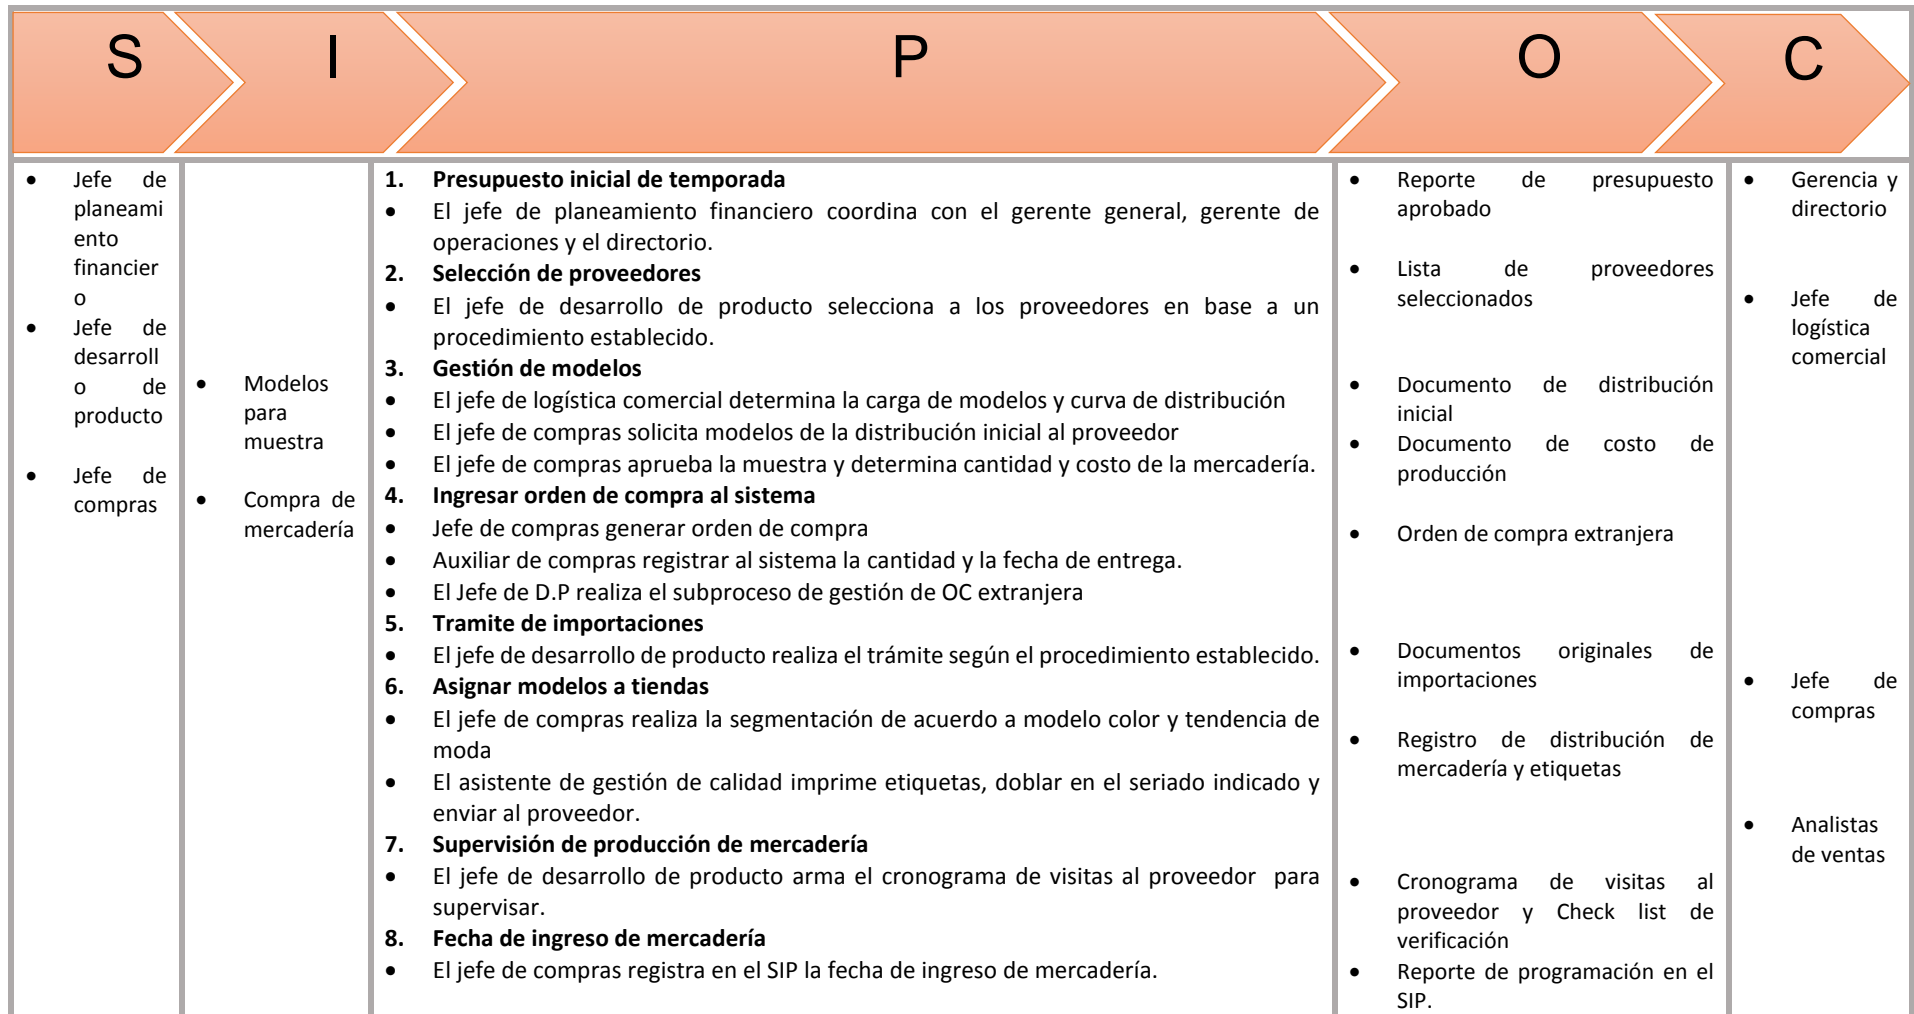 S
I
P
O
C
Jefe de
planeami
ento
financier
o
Jefe de
desarroll
o de
producto
Jefe de
compras
Modelos
para
muestra
Compra de
mercadería
1. Presupuesto inicial de temporada
El jefe de planeamiento financiero coordina con el gerente general, gerente de
operaciones y el directorio.
2. Selección de proveedores
El jefe de desarrollo de producto selecciona a los proveedores en base a un
procedimiento establecido.
3. Gestión de modelos
El jefe de logística comercial determina la carga de modelos y curva de distribución
El jefe de compras solicita modelos de la distribución inicial al proveedor
El jefe de compras aprueba la muestra y determina cantidad y costo de la mercadería.
4. Ingresar orden de compra al sistema
Jefe de compras generar orden de compra
Auxiliar de compras registrar al sistema la cantidad y la fecha de entrega.
El Jefe de D.P realiza el subproceso de gestión de OC extranjera
5. Tramite de importaciones
El jefe de desarrollo de producto realiza el trámite según el procedimiento establecido.
6. Asignar modelos a tiendas
El jefe de compras realiza la segmentación de acuerdo a modelo color y tendencia de
moda
El asistente de gestión de calidad imprime etiquetas, doblar en el seriado indicado y
enviar al proveedor.
7. Supervisión de producción de mercadería
El jefe de desarrollo de producto arma el cronograma de visitas al proveedor para
supervisar.
8. Fecha de ingreso de mercadería
El jefe de compras registra en el SIP la fecha de ingreso de mercadería.
Reporte de presupuesto
aprobado
Lista de proveedores
seleccionados
Documento de distribución
inicial
Documento de costo de
producción
Orden de compra extranjera
Documentos originales de
importaciones
Registro de distribución de
mercadería y etiquetas
Cronograma de visitas al
proveedor y Check list de
verificación
Reporte de programación en el
SIP.
Gerencia y
directorio
Jefe de
logística
comercial
Jefe de
compras
Analistas
de ventas